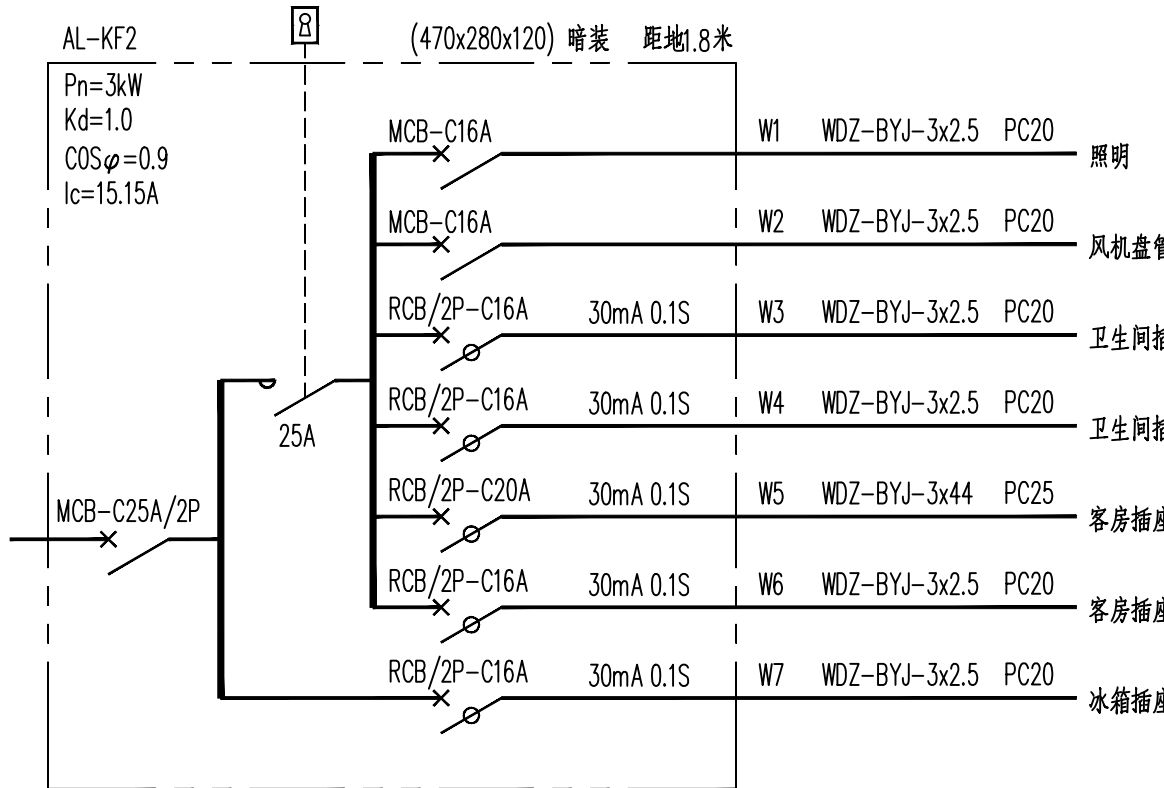 AL-KF2 (470x280x120) 暗装 距地1.8米
Pn=3kW
Kd=1.0
COSφ=0.9
Ic=15.15A
MCB-C16A W1 WDZ-BYJ-3x2.5 PC20 照明
MCB-C16A W2 WDZ-BYJ-3x2.5 PC20 风机盘管
RCB/2P-C16A 30mA 0.1S W3 WDZ-BYJ-3x2.5 PC20 卫生间插
RCB/2P-C16A 30mA 0.1S W4 WDZ-BYJ-3x2.5 PC20 卫生间插
25A
RCB/2P-C20A 30mA 0.1S W5 WDZ-BYJ-3x44 PC25 客房插座
MCB-C25A/2P
RCB/2P-C16A 30mA 0.1S W6 WDZ-BYJ-3x2.5 PC20 客房插座
RCB/2P-C16A 30mA 0.1S W7 WDZ-BYJ-3x2.5 PC20 冰箱插座